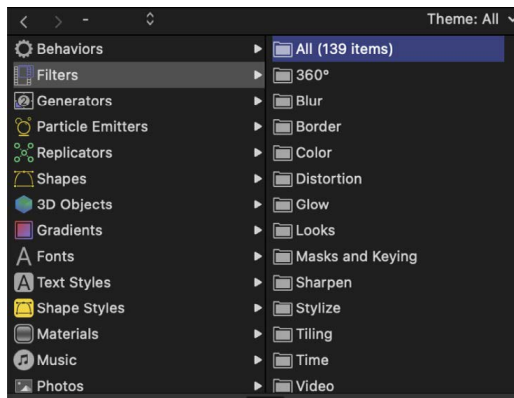 Theme: All
Behaviors
Filters
Generators
Particle Emitters
Replicators
Shapes
3D Objects
Gradients
Fonts
Text Styles
Shape Styles
Materials
Music
Photos
All (139 items)
360°
Blur
Border
Color
Distortion
Glow
Looks
Masks and Keying
Sharpen
Stylize
Tiling
Time
Video